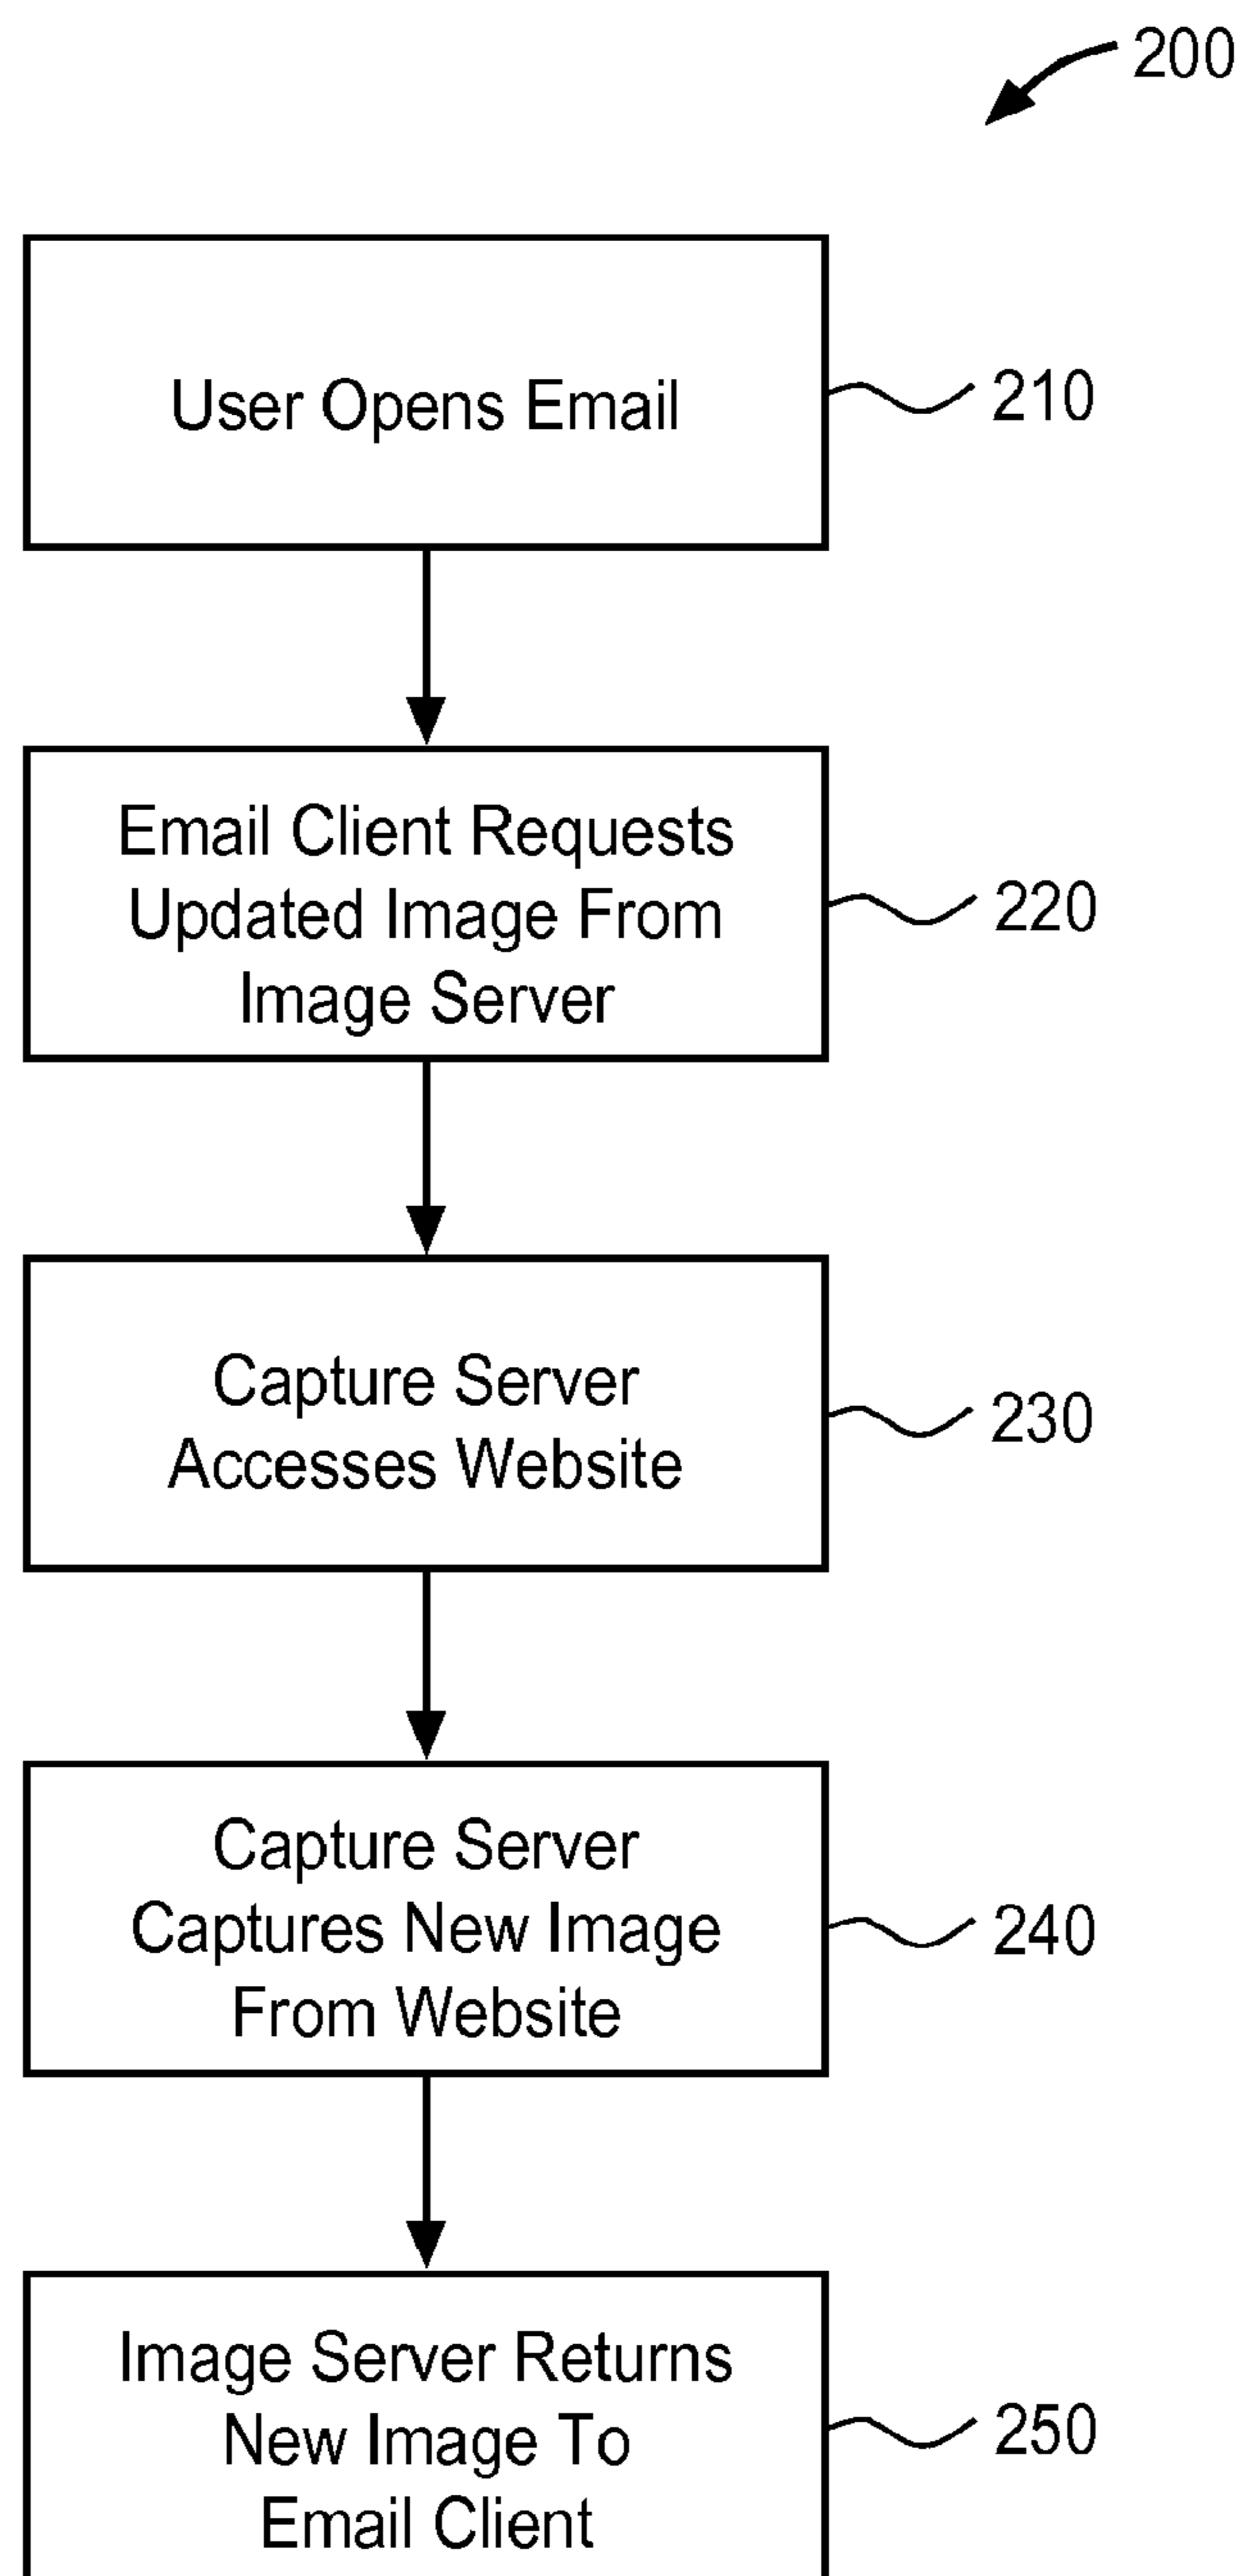 200
User Opens Email
210
Email Client Requests
Updated Image From
Image Server
220
Capture Server
Accesses Website
230
Capture Server
Captures New Image
From Website
240
Image Server Returns
New Image To
Email Client
250